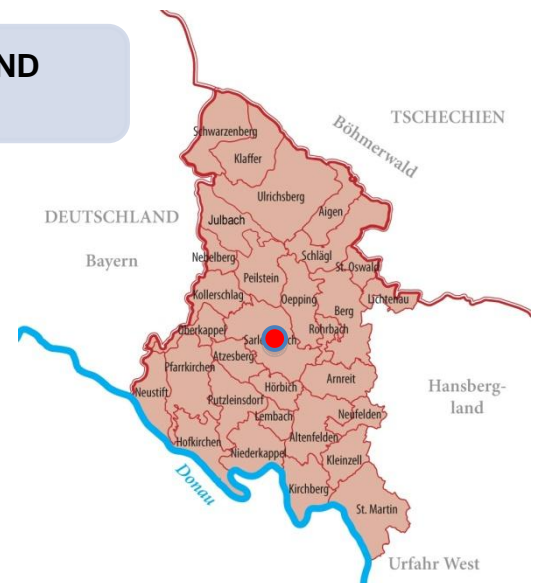 ND
TSCHECHIEN
Böhmerwald
Schwarzenberg
Klaffer
Ulrichsberg
Aigen
DEUTSCHLAND
Julbach
Bayern
Nebelberg
Schlägl
St. Oswald
Peilstein
Kollerschlag
Oepping
Lichtenau
Berg
Oberkappel
Rohrbach
Atzesberg
Pfarrkirchen
Arnreit
Hörbich
Neustift
Putzleinsdorf
Hansberg-
land
Lembach
Neufelden
Hofkirchen
Altenfelden
Niederkappel
Kleinzell
Donau
Kirchberg
St. Martin
Urfahr West